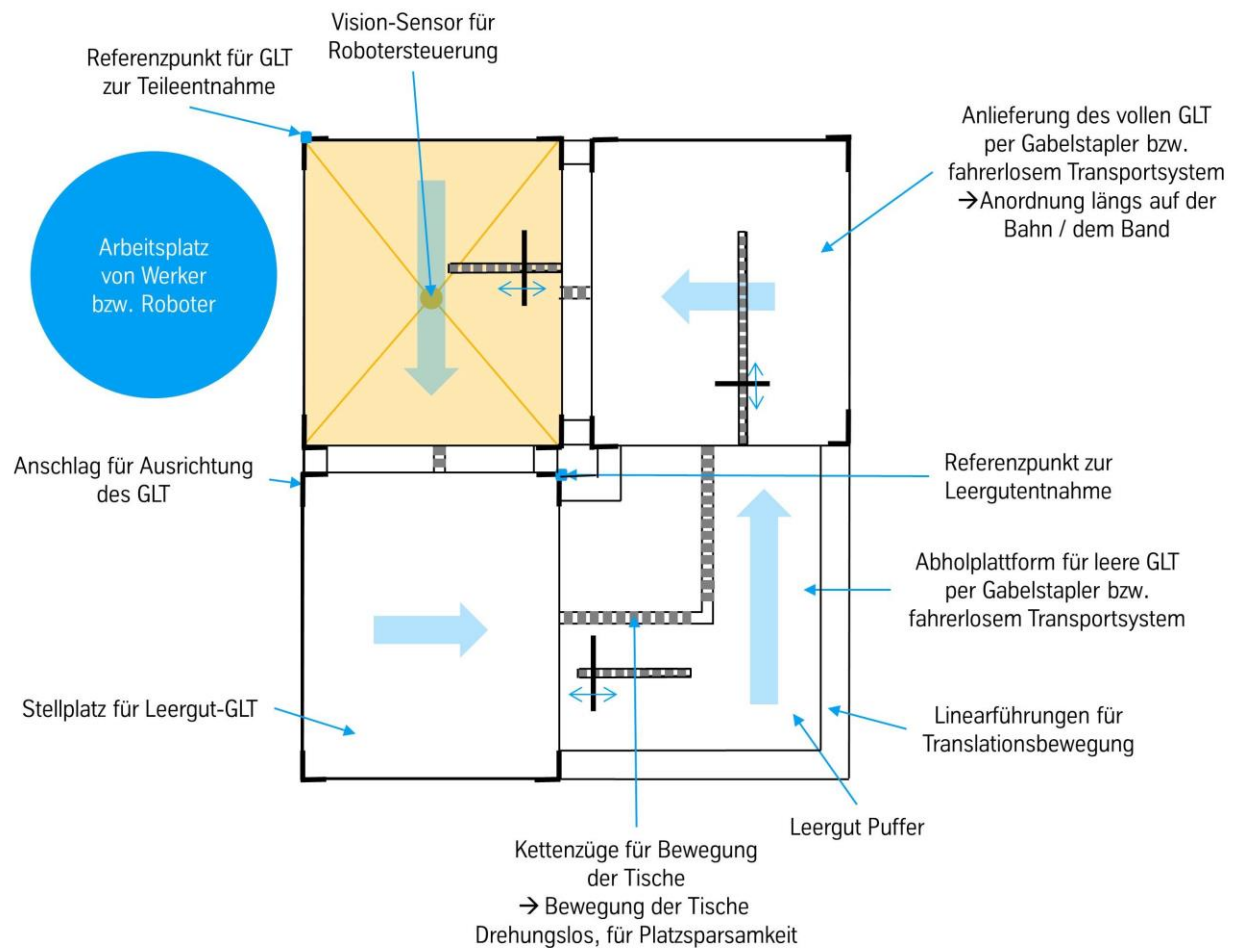 Vision-Sensor für
Robotersteuerung
Referenzpunkt für GLT
zur Teileentnahme
Anlieferung des vollen GLT
per Gabelstapler bzw.
fahrerlosem Transportsystem
→Anordnung längs auf der
Bahn / dem Band
Arbeitsplatz
von Werker
bzw. Roboter
Anschlag für Ausrichtung
des GLT
Referenzpunkt zur
Leergutentnahme
Abholplattform für leere GLT
per Gabelstapler bzw.
fahrerlosem Transportsystem
Stellplatz für Leergut-GLT
Linearführungen für
Translationsbewegung
Leergut Puffer
Kettenzüge für Bewegung
der Tische
→ Bewegung der Tische
Drehungslos, für Platzsparsamkeit